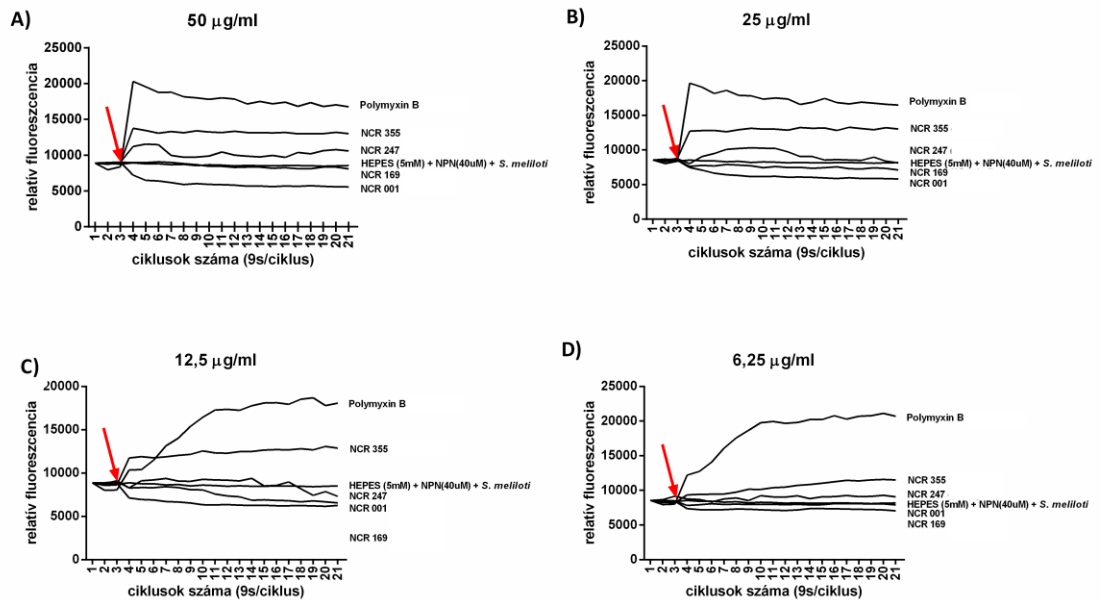 A)
50 μg/ml
relatív fluoreszcencia
25000
20000
15000
10000
5000
0
1 2 3 4 5 6 7 8 9 10 11 12 13 14 15 16 17 18 19 20 21
ciklusok száma (9s/ciklus)
Polymyxin B
NCR 355
NCR 247
HEPES (5mM) + NPN(40uM) + S. meliloti
NCR 169
NCR 001
B)
25 μg/ml
relatív fluoreszcencia
25000
20000
15000
10000
5000
0
1 2 3 4 5 6 7 8 9 10 11 12 13 14 15 16 17 18 19 20 21
ciklusok száma (9s/ciklus)
Polymyxin B
NCR 355
NCR 247
HEPES (5mM) + NPN(40uM) + S. meliloti
NCR 169
NCR 001
C)
12,5 μg/ml
relatív fluoreszcencia
20000
15000
10000
5000
0
1 2 3 4 5 6 7 8 9 10 11 12 13 14 15 16 17 18 19 20 21
ciklusok száma (9s/ciklus)
Polymyxin B
NCR 355
HEPES (5mM) + NPN(40uM) + S. meliloti
NCR 247
NCR 001
NCR 169
D)
6,25 μg/ml
relatív fluoreszcencia
25000
20000
15000
10000
5000
0
1 2 3 4 5 6 7 8 9 10 11 12 13 14 15 16 17 18 19 20 21
ciklusok száma (9s/ciklus)
Polymyxin B
NCR 355
NCR 247
HEPES (5mM) + NPN(40uM) + S. meliloti
NCR 001
NCR 169